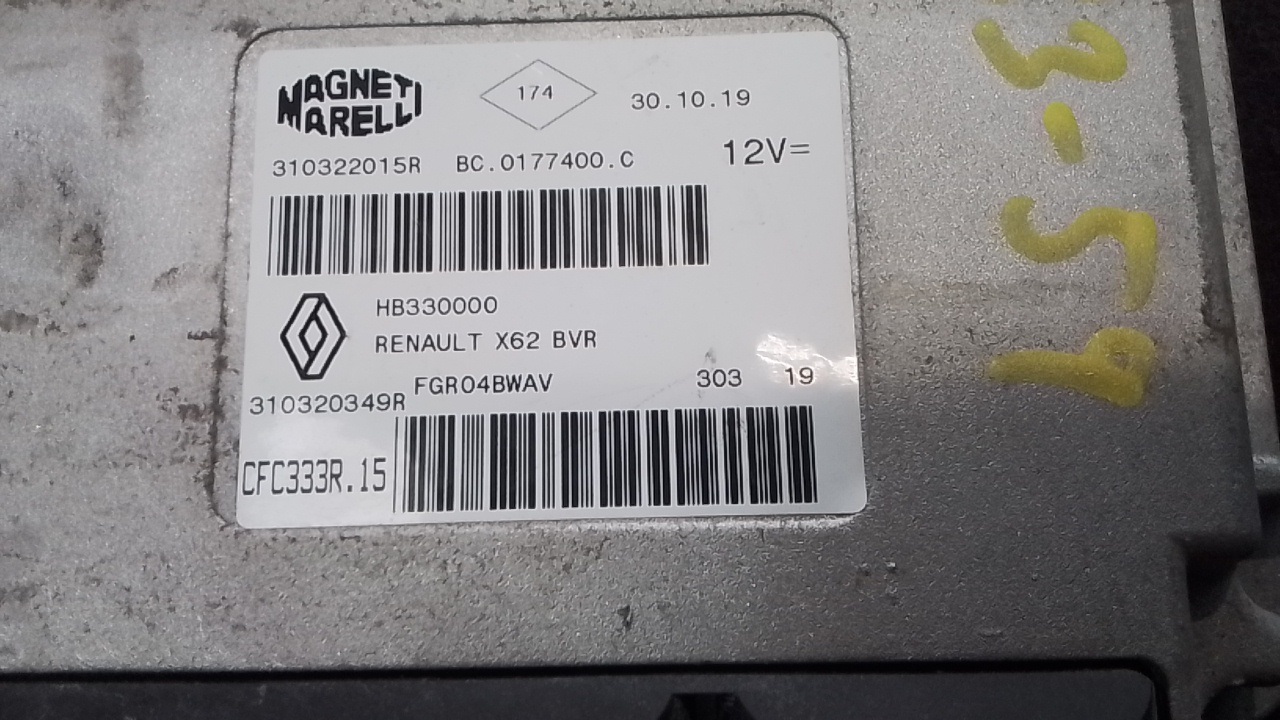 MAGNETI
MARELLI
174
30.10.19
310322015R BC.0177400.C 12V=
HB330000
RENAULT X62 BVR
FGR04BWAV 303 19
310320349R
CFC333R.15